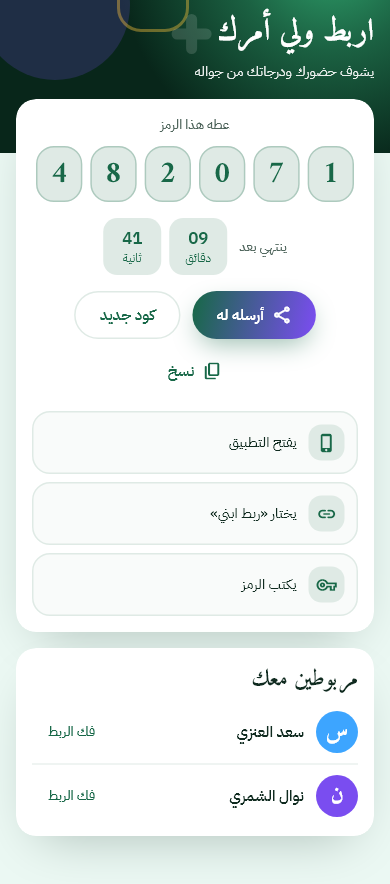 اربط ولي أمرك
يشوف حضورك ودرجاتك من جواله
عطه هذا الرمز
4 8 2 0 7 1
ينتهي بعد
09 دقائق
41 ثانية
أرسله له
كود جديد
نسخ
يفتح التطبيق
يختار «ربط ابني»
يكتب الرمز
مربوطين معك
س سعد العنزي فك الربط
ن نوال الشمري فك الربط